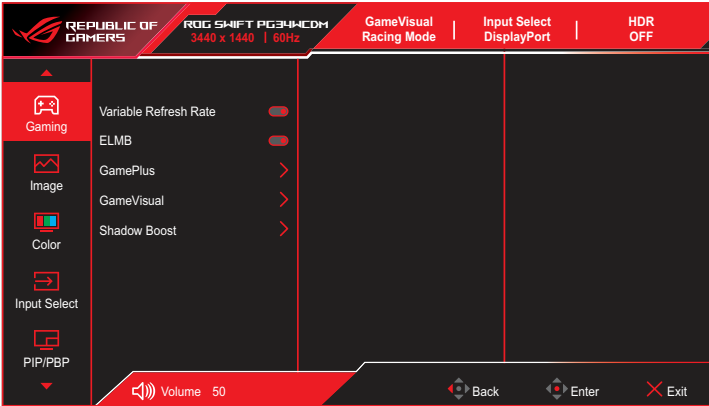 REPUBLIC OF
GAMERS
ROG SWIFT PG34WCDM
3440 x 1440 | 60Hz
GameVisual
Racing Mode
Input Select
DisplayPort
HDR
OFF
Gaming
Image
Color
Input Select
PIP/PBP
Variable Refresh Rate
ELMB
GamePlus
GameVisual
Shadow Boost
Volume 50
Back
Enter
Exit